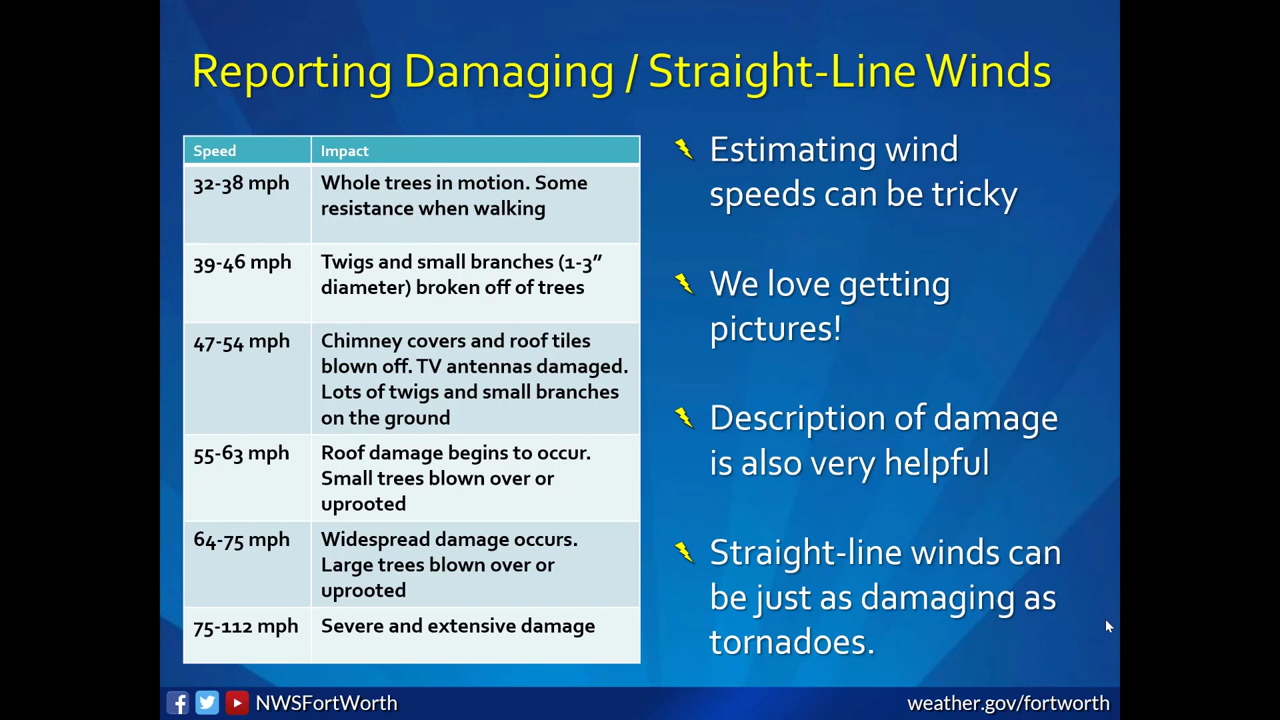 Reporting Damaging / Straight-Line Winds
Speed
Impact
32-38 mph
Whole trees in motion. Some
resistance when walking
39-46 mph
Twigs and small branches (1-3”
diameter) broken off of trees
47-54 mph
Chimney covers and roof tiles
blown off. TV antennas damaged.
Lots of twigs and small branches
on the ground
55-63 mph
Roof damage begins to occur.
Small trees blown over or
uprooted
64-75 mph
Widespread damage occurs.
Large trees blown over or
uprooted
75-112 mph
Severe and extensive damage
Estimating wind
speeds can be tricky
We love getting
pictures!
Description of damage
is also very helpful
Straight-line winds can
be just as damaging as
tornadoes.
NWSFortWorth
weather.gov/fortworth